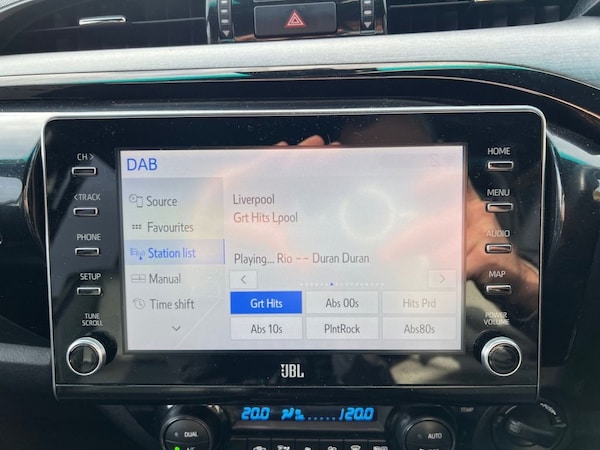 DAB
CH >
< TRACK
PHONE
SETUP
TUNE
SCROLL
Source
Favourites
Station list
Manual
Time shift
Liverpool
Grt Hits Lpool
Playing... Rio -- Duran Duran
< >
Grt Hits Abs 00s Hits Prd
Abs 10s PlntRock Abs80s
HOME
MENU
AUDIO
MAP
POWER
VOLUME
JBL
20.0 20.0
TEMP
DUAL
AUTO
A/C